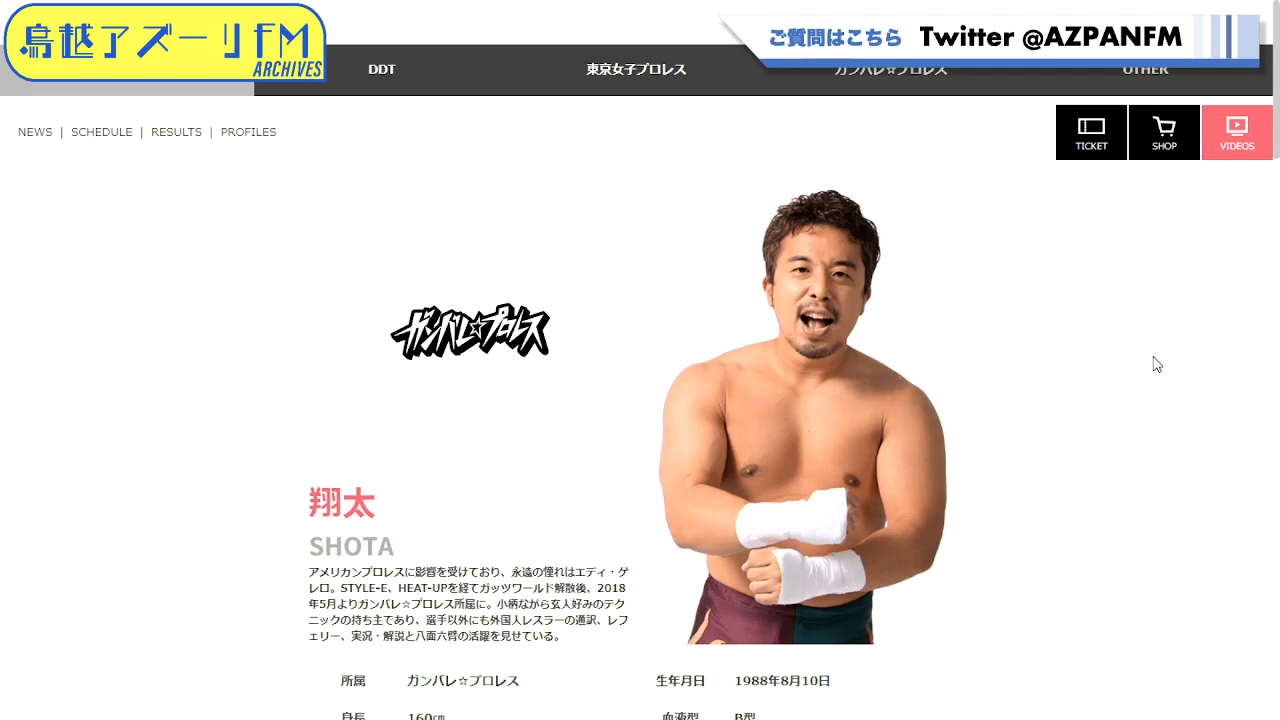 鳥越アズーリFM
ARCHIVES
ご質問はこちら Twitter @AZPANFM
DDT 東京女子プロレス ガンバレ☆プロレス OTHER
NEWS | SCHEDULE | RESULTS | PROFILES
TICKET SHOP VIDEOS
ガンバレ☆プロレス
翔太
SHOTA
アメリカンプロレスに影響を受けており、永遠の憧れはエディ・ゲ
レロ。STYLE-E、HEAT-UPを経てガッツワールド解散後、2018
年5月よりガンバレ☆プロレス所属に。小柄ながら玄人好みのテク
ニックの持ち主であり、選手以外にも外国人レスラーの通訳、レフ
ェリー、実況・解説と八面六臂の活躍を見せている。
所属 ガンバレ☆プロレス 生年月日 1988年8月10日
身長 160㎝ 血液型 B型